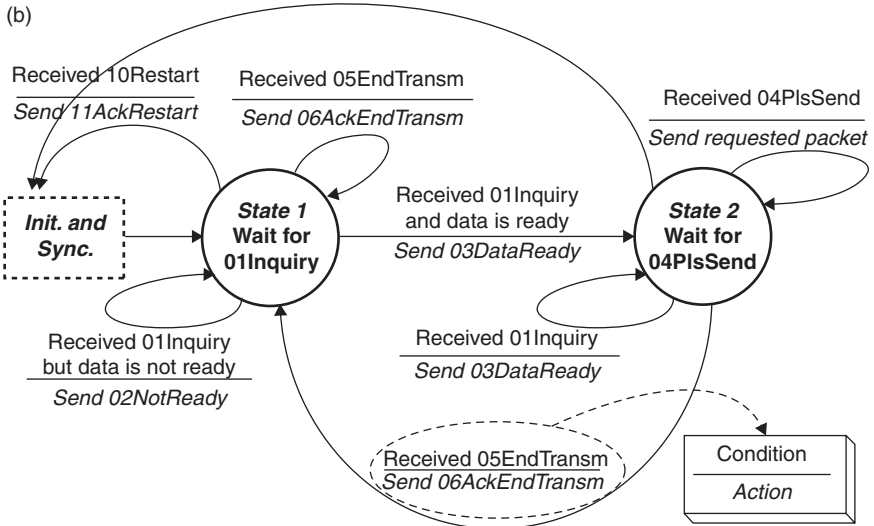 (b)
Received 10Restart
Send 11AckRestart
Received 05EndTransm
Send 06AckEndTransm
Received 04PlsSend
Send requested packet
Init. and
Sync.
State 1
Wait for
01Inquiry
Received 01Inquiry
and data is ready
Send 03DataReady
State 2
Wait for
04PlsSend
Received 01Inquiry
but data is not ready
Send 02NotReady
Received 01Inquiry
Send 03DataReady
Received 05EndTransm
Send 06AckEndTransm
Condition
Action